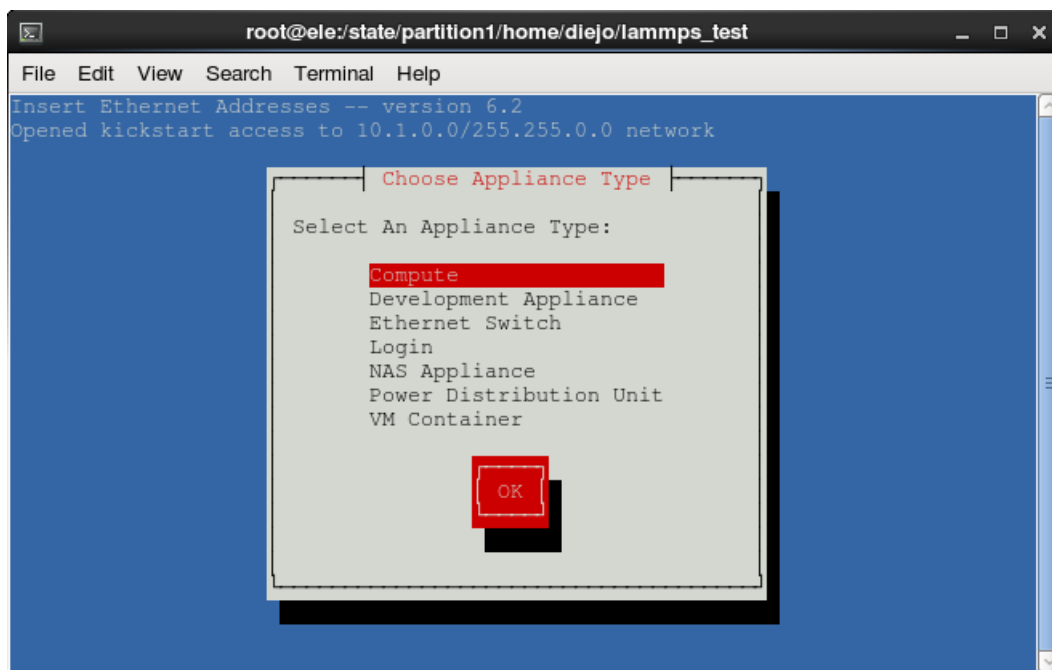 root@ele:/state/partition1/home/diejo/lammps_test
File Edit View Search Terminal Help
Insert Ethernet Addresses -- version 6.2
Opened kickstart access to 10.1.0.0/255.255.0.0 network
Choose Appliance Type
Select An Appliance Type:
Compute
Development Appliance
Ethernet Switch
Login
NAS Appliance
Power Distribution Unit
VM Container
OK